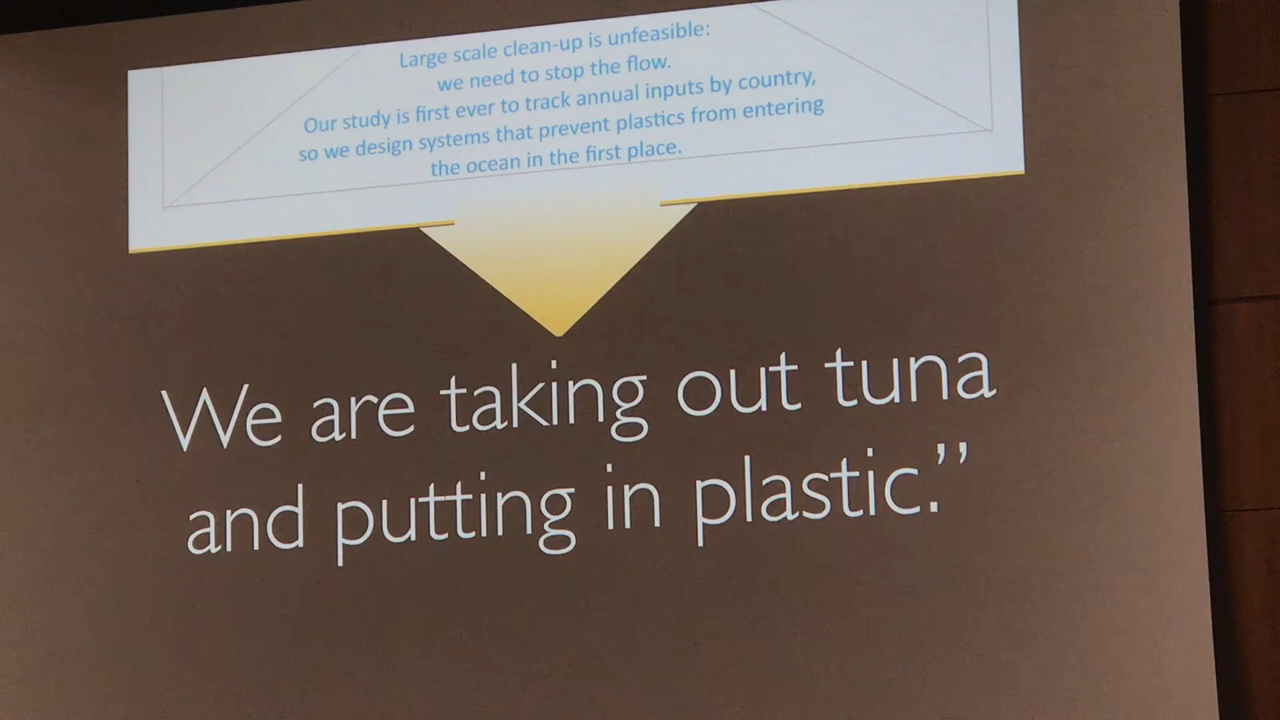 Large scale clean-up is unfeasible:
we need to stop the flow.
Our study is first ever to track annual inputs by country,
so we design systems that prevent plastics from entering
the ocean in the first place.
We are taking out tuna
and putting in plastic.”